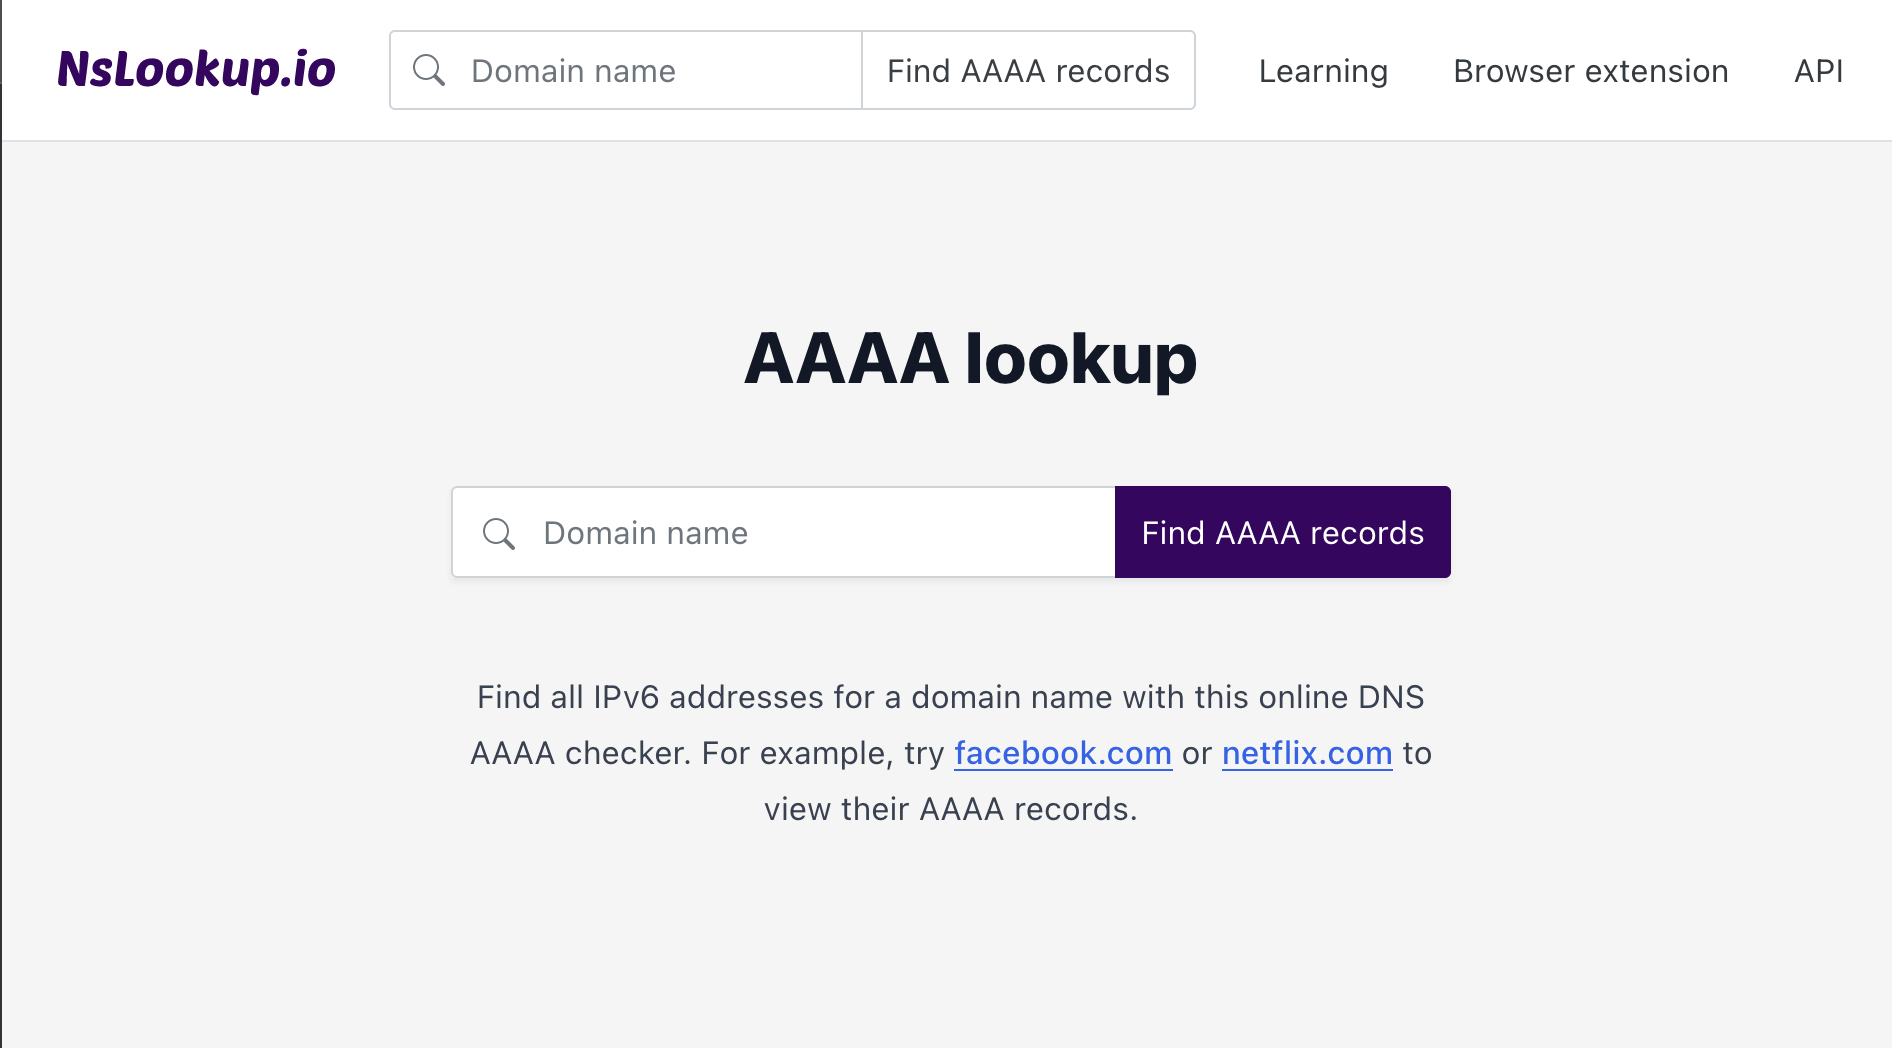 NsLookup.io
Domain name
Find AAAA records
Learning
Browser extension
API
AAAA lookup
Domain name
Find AAAA records
Find all IPv6 addresses for a domain name with this online DNS
AAAA checker. For example, try facebook.com or netflix.com to
view their AAAA records.